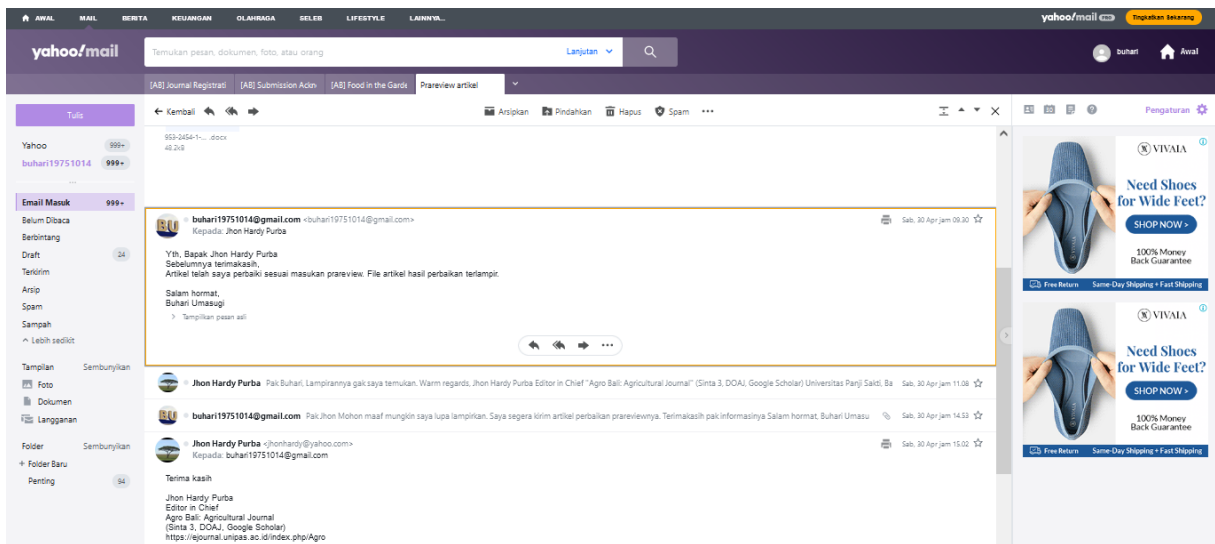 AWAL MAIL BERITA KEUANGAN OLAHRAGA SELEB LIFESTYLE LAINNYA...
yahoo!mail PRO Tingkatkan Sekarang
yahoo!mail
Temukan pesan, dokumen, foto, atau orang Lanjutan
buhari Awal
[AB] Journal Registrati [AB] Submission Ackn [AB] Food in the Garde Prareview artikel
Tulis
Kembali Arsipkan Pindahkan Hapus Spam ...
Pengaturan
Yahoo 999+
buhari19751014 999+
Email Masuk 999+
Belum Dibaca
Berbintang
Draft 24
Terkirim
Arsip
Spam
Sampah
Lebih sedikit
Tampilan Sembunyikan
Foto
Dokumen
Langganan
Folder Sembunyikan
+ Folder Baru
Penting 94
953-2454-1-... .docx
48.2kB
BU
buhari19751014@gmail.com <buhari19751014@gmail.com> Sab, 30 Apr jam 09.30
Kepada: Jhon Hardy Purba
Yth, Bapak Jhon Hardy Purba
Sebelumnya terimakasih,
Artikel telah saya perbaiki sesuai masukan prareview. File artikel hasil perbaikan terlampir.
Salam hormat,
Buhari Umasugi
> Tampilkan pesan asli
Jhon Hardy Purba Pak Buhari, Lampirannya gak saya temukan. Warm regards, Jhon Hardy Purba Editor in Chief "Agro Bali: Agricultural Journal" (Sinta 3, DOAJ, Google Scholar) Universitas Panji Sakti, Ba Sab, 30 Apr jam 11.08
BU
buhari19751014@gmail.com Pak Jhon Mohon maaf mungkin saya lupa lampirkan. Saya segera kirim artikel perbaikan prareviewnya. Terimakasih pak informasinya Salam hormat, Buhari Umasu Sab, 30 Apr jam 14.53
Jhon Hardy Purba <jhonhardy@yahoo.com> Sab, 30 Apr jam 15.02
Kepada: buhari19751014@gmail.com
Terima kasih
Jhon Hardy Purba
Editor in Chief
Agro Bali: Agricultural Journal
(Sinta 3, DOAJ, Google Scholar)
https://ejournal.unipas.ac.id/index.php/Agro
VIVAIA
Need Shoes
for Wide Feet?
SHOP NOW >
100% Money
Back Guarantee
Free Return Same-Day Shipping + Fast Shipping
VIVAIA
Need Shoes
for Wide Feet?
SHOP NOW >
100% Money
Back Guarantee
Free Return Same-Day Shipping + Fast Shipping